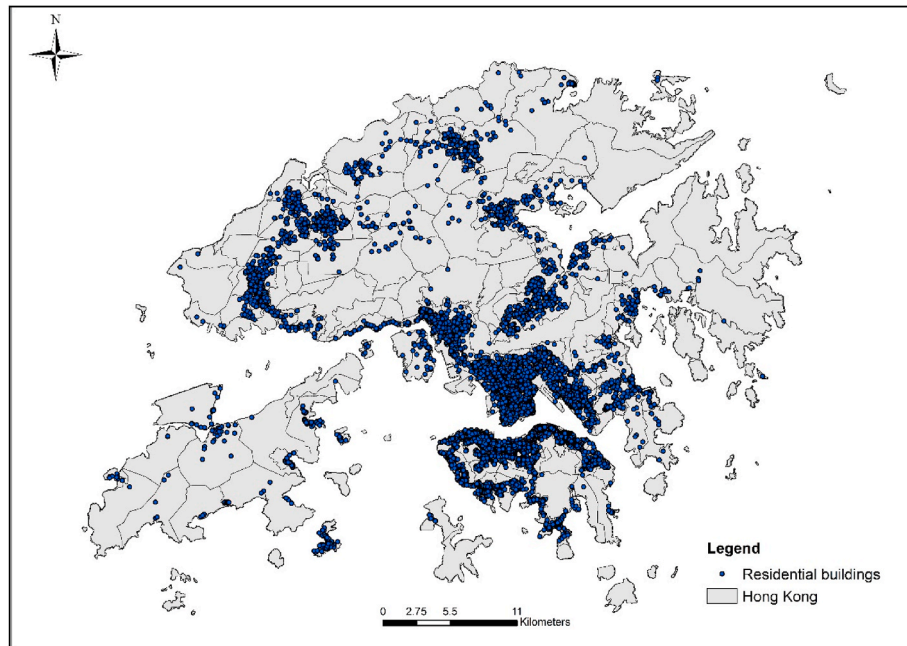 N
Legend
Residential buildings
Hong Kong
0 2.75 5.5 11
Kilometers